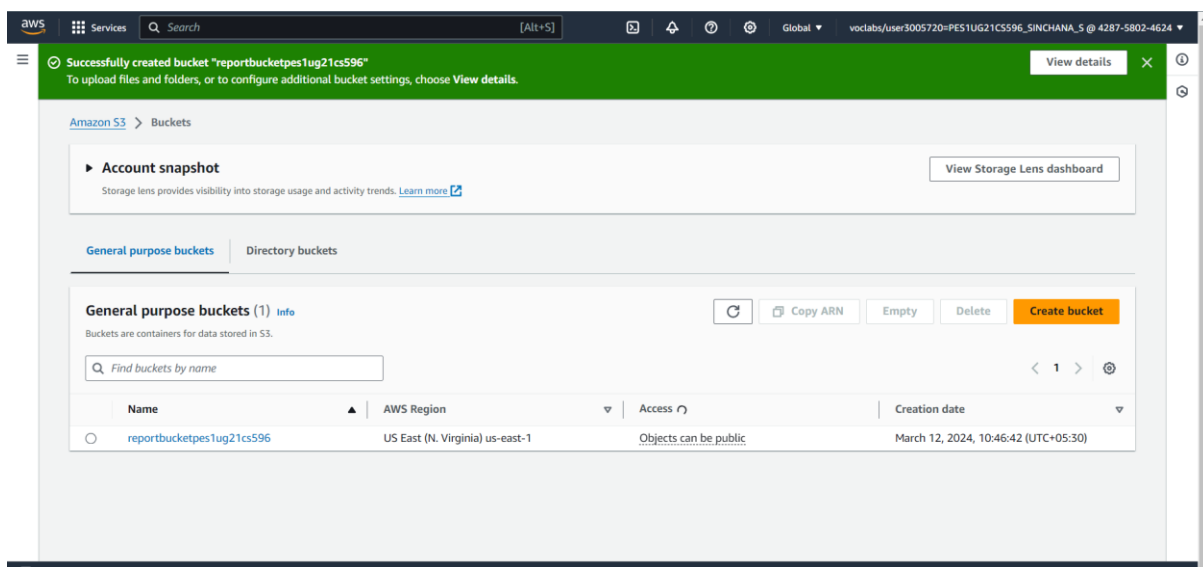 aws Services Search [Alt+S] Global ▼ voclabs/user3005720=PES1UG21CS596_SINCHANA_S @ 4287-5802-4624 ▼
Successfully created bucket "reportbucketpes1ug21cs596"
To upload files and folders, or to configure additional bucket settings, choose View details.
View details
Amazon S3 > Buckets
Account snapshot
View Storage Lens dashboard
Storage lens provides visibility into storage usage and activity trends. Learn more
General purpose buckets Directory buckets
General purpose buckets (1) Info
Copy ARN Empty Delete Create bucket
Buckets are containers for data stored in S3.
Find buckets by name
< 1 >
Name AWS Region Access Creation date
reportbucketpes1ug21cs596 US East (N. Virginia) us-east-1 Objects can be public March 12, 2024, 10:46:42 (UTC+05:30)